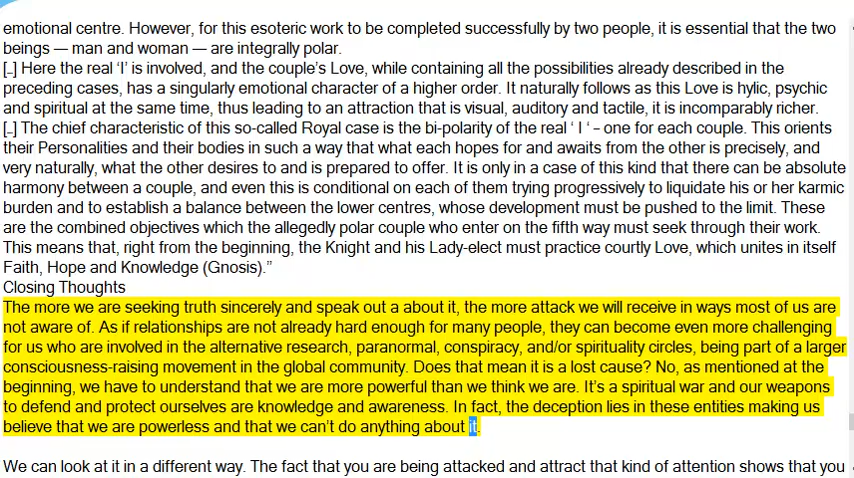 emotional centre. However, for this esoteric work to be completed successfully by two people, it is essential that the two
beings — man and woman — are integrally polar.
[..] Here the real ‘I’ is involved, and the couple’s Love, while containing all the possibilities already described in the
preceding cases, has a singularly emotional character of a higher order. It naturally follows as this Love is hylic, psychic
and spiritual at the same time, thus leading to an attraction that is visual, auditory and tactile, it is incomparably richer.
[..] The chief characteristic of this so-called Royal case is the bi-polarity of the real ‘ I ‘ – one for each couple. This orients
their Personalities and their bodies in such a way that what each hopes for and awaits from the other is precisely, and
very naturally, what the other desires to and is prepared to offer. It is only in a case of this kind that there can be absolute
harmony between a couple, and even this is conditional on each of them trying progressively to liquidate his or her karmic
burden and to establish a balance between the lower centres, whose development must be pushed to the limit. These
are the combined objectives which the allegedly polar couple who enter on the fifth way must seek through their work.
This means that, right from the beginning, the Knight and his Lady-elect must practice courtly Love, which unites in itself
Faith, Hope and Knowledge (Gnosis).”
Closing Thoughts
The more we are seeking truth sincerely and speak out a about it, the more attack we will receive in ways most of us are
not aware of. As if relationships are not already hard enough for many people, they can become even more challenging
for us who are involved in the alternative research, paranormal, conspiracy, and/or spirituality circles, being part of a larger
consciousness-raising movement in the global community. Does that mean it is a lost cause? No, as mentioned at the
beginning, we have to understand that we are more powerful than we think we are. It’s a spiritual war and our weapons
to defend and protect ourselves are knowledge and awareness. In fact, the deception lies in these entities making us
believe that we are powerless and that we can’t do anything about it.
We can look at it in a different way. The fact that you are being attacked and attract that kind of attention shows that you